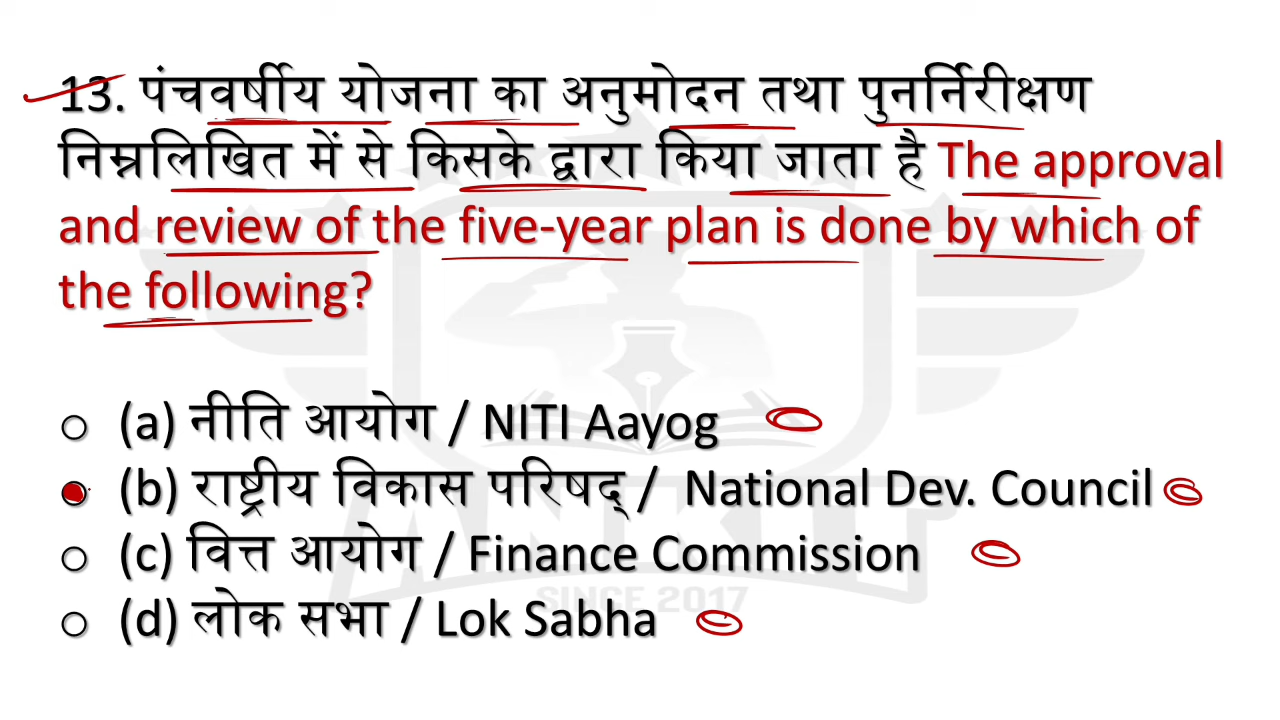 13. पंचवर्षीय योजना का अनुमोदन तथा पुनर्निरीक्षण
निम्नलिखित में से किसके द्वारा किया जाता है The approval
and review of the five-year plan is done by which of
the following?
(a) नीति आयोग / NITI Aayog
(b) राष्ट्रीय विकास परिषद् / National Dev. Council
(c) वित्त आयोग / Finance Commission
(d) लोक सभा / Lok Sabha
SINCE 2017